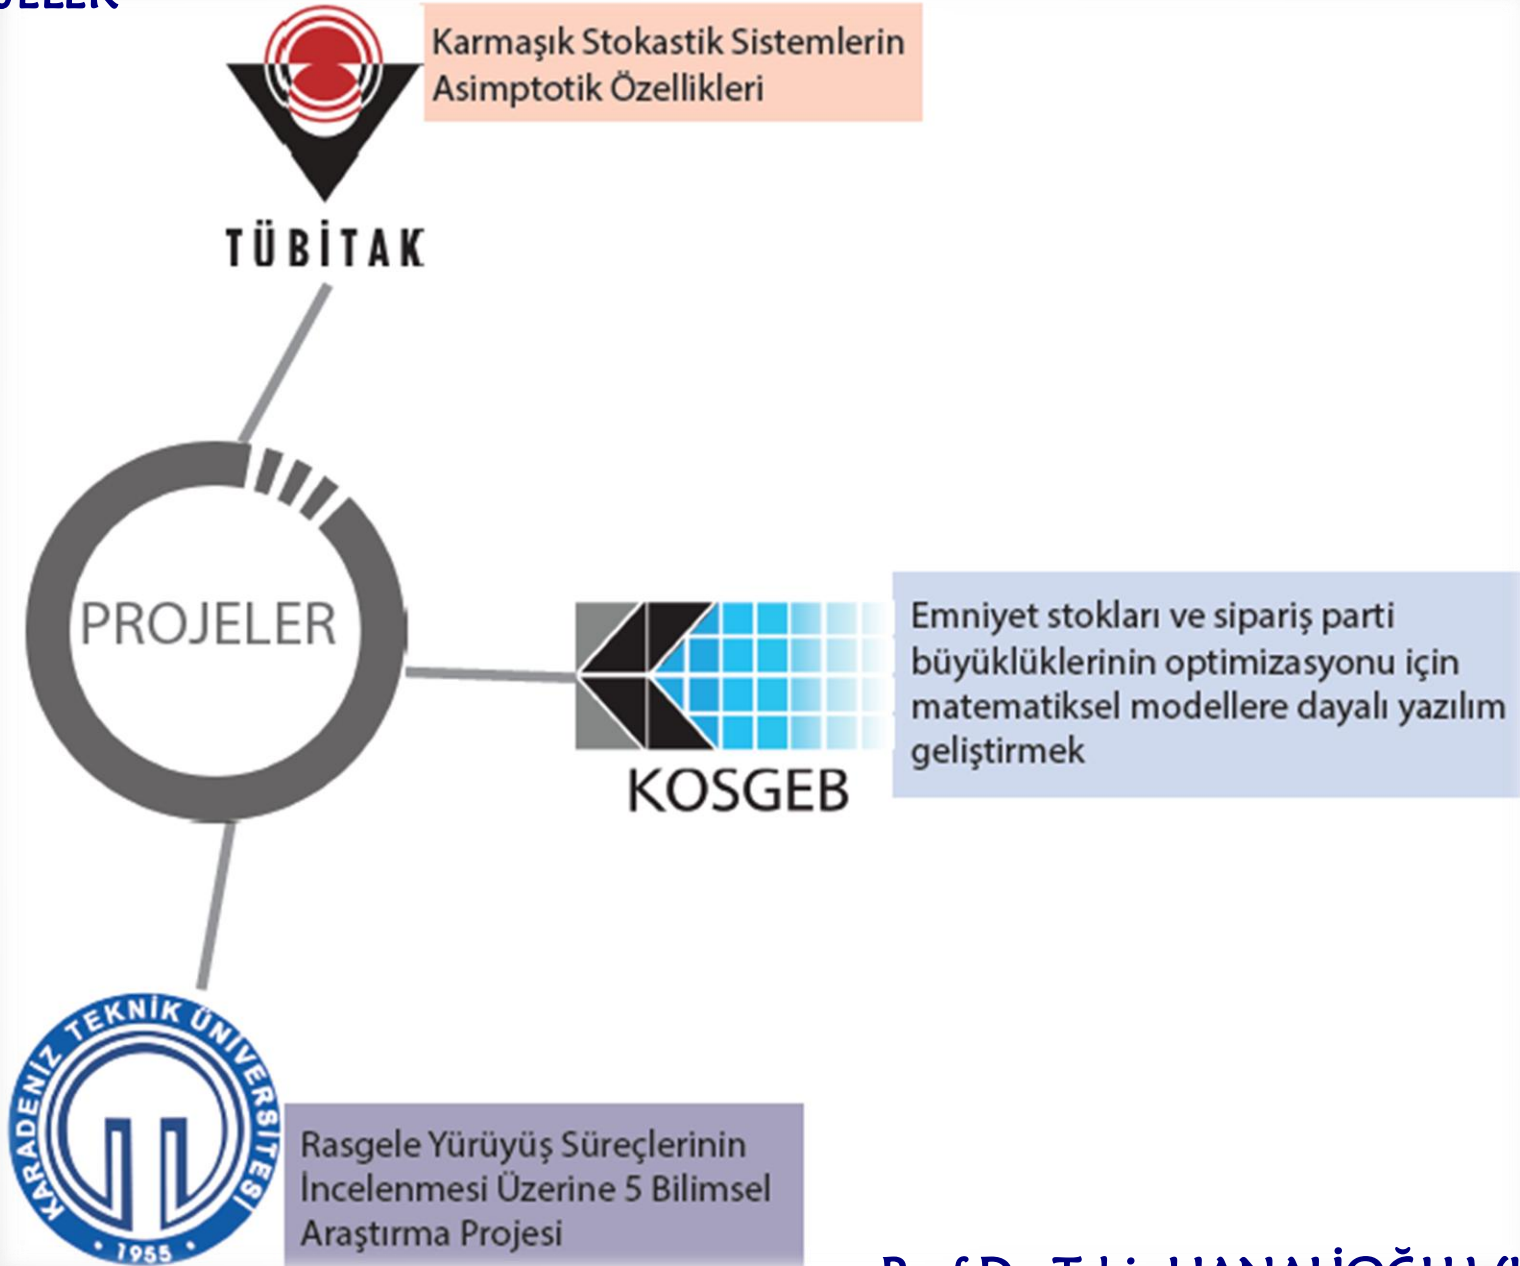 Karmaşık Stokastik Sistemlerin
Asimptotik Özellikleri
TÜBİTAK
PROJELER
Emniyet stokları ve sipariş parti
büyüklüklerinin optimizasyonu için
matematiksel modellere dayalı yazılım
geliştirmek
KOSGEB
KARADENİZ TEKNİK ÜNİVERSİTESİ
• 1955 •
Rasgele Yürüyüş Süreçlerinin
İncelenmesi Üzerine 5 Bilimsel
Araştırma Projesi